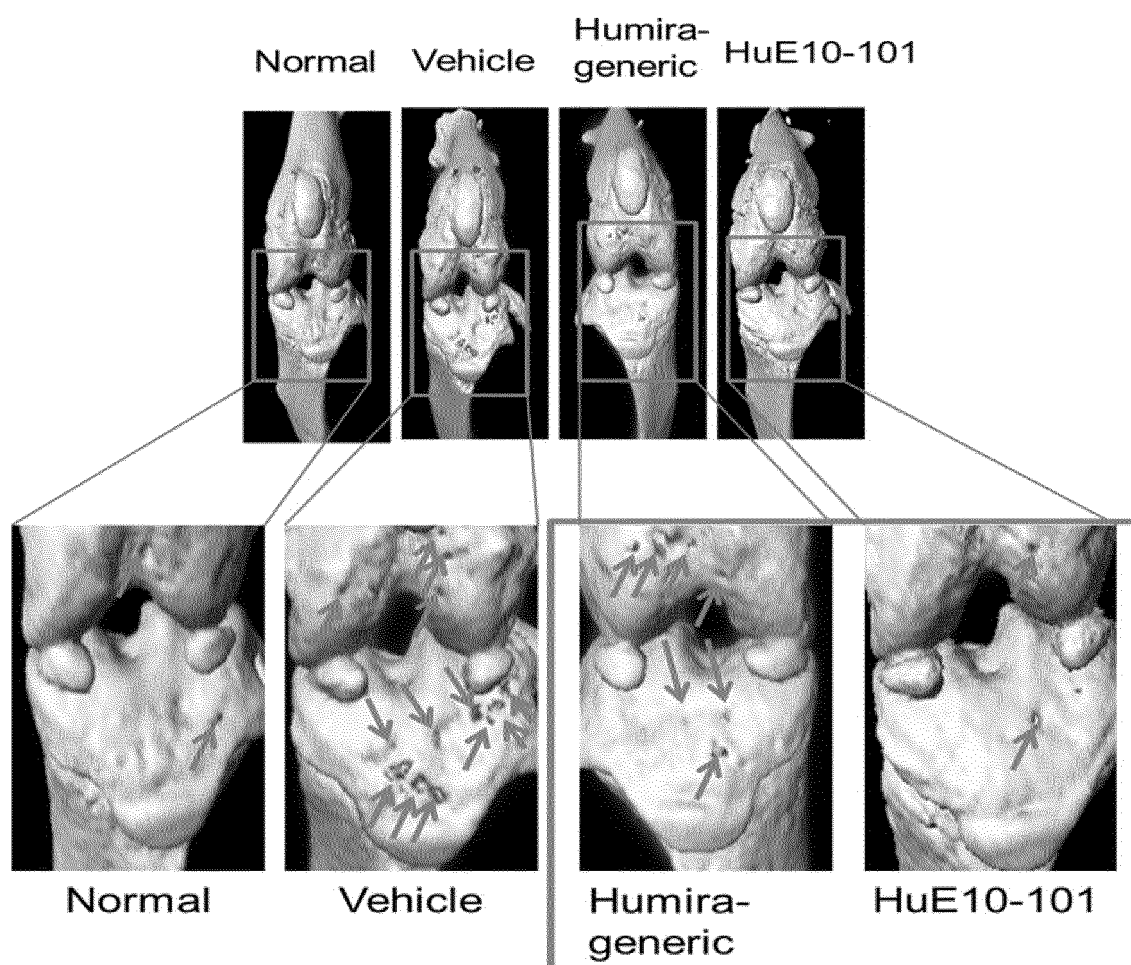 Normal
Vehicle
Humira-
generic
HuE10-101
Normal
Vehicle
Humira-
generic
HuE10-101